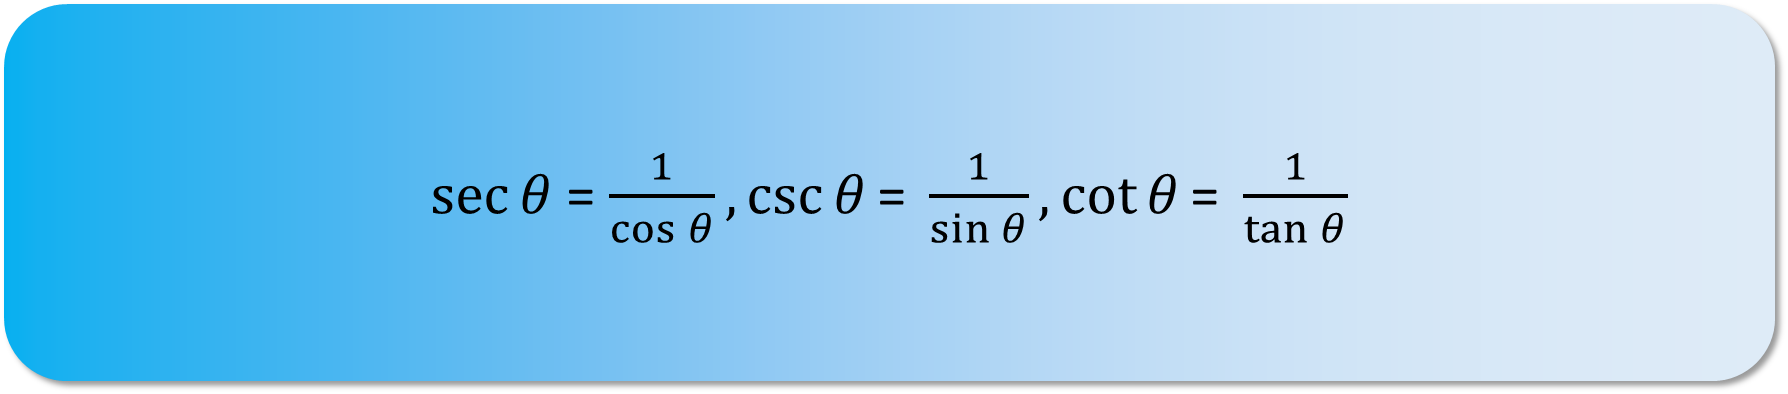 sec θ = 1/cos θ , csc θ = 1/sin θ , cot θ = 1/tan θ